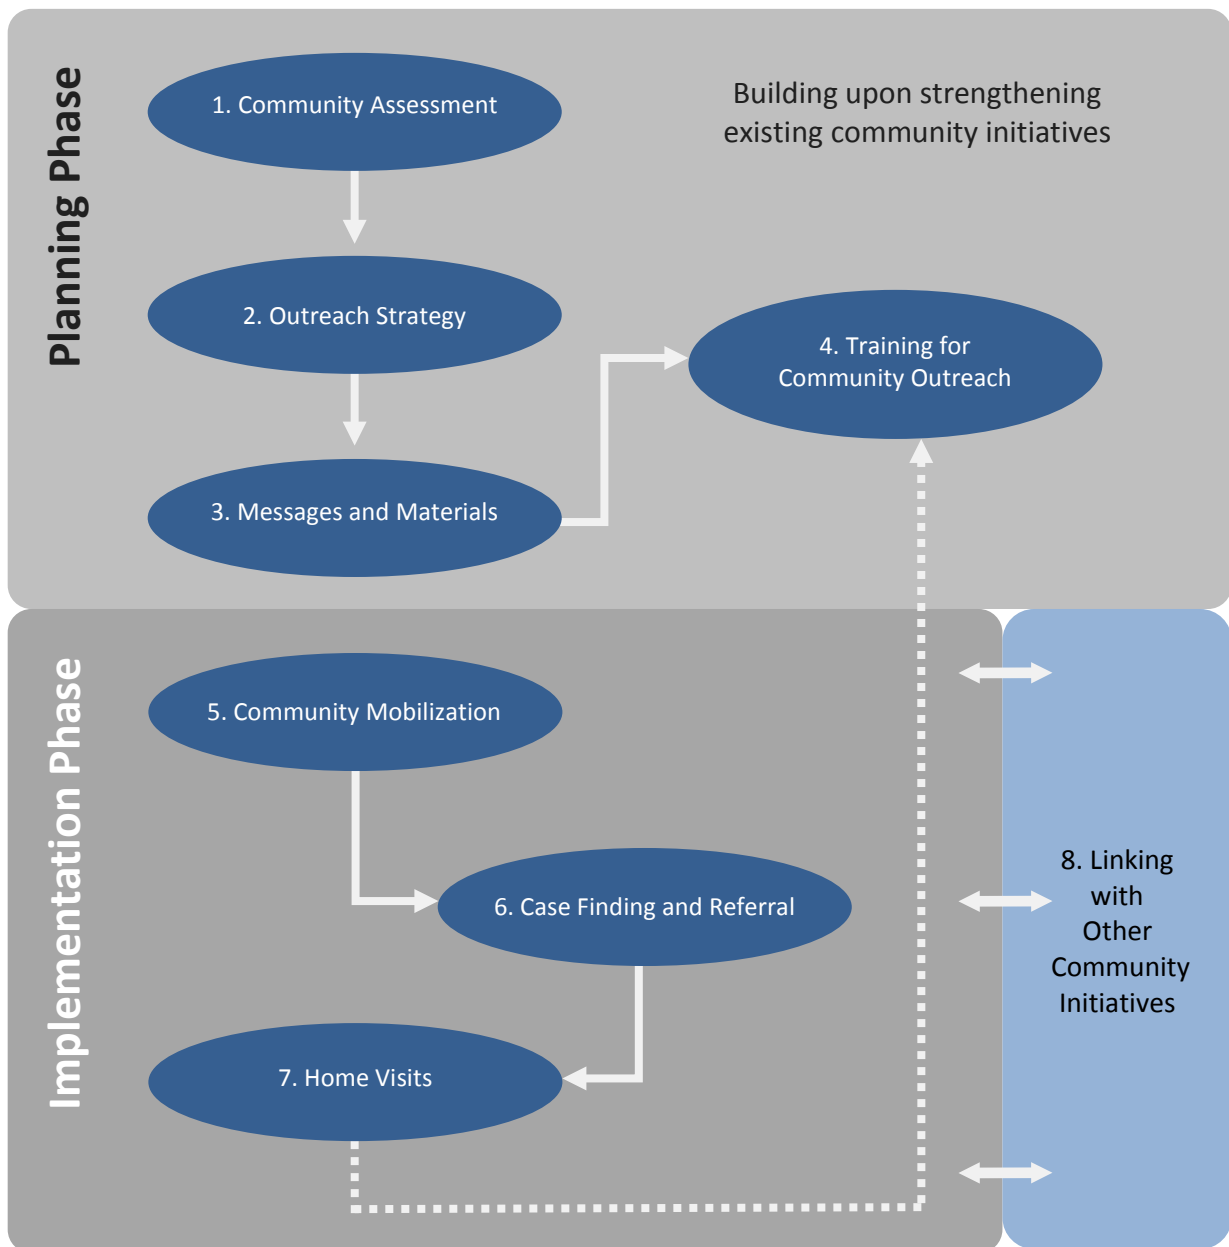 Planning Phase
1. Community Assessment
Building upon strengthening
existing community initiatives
2. Outreach Strategy
4. Training for
Community Outreach
3. Messages and Materials
Implementation Phase
5. Community Mobilization
6. Case Finding and Referral
7. Home Visits
8. Linking
with
Other
Community
Initiatives